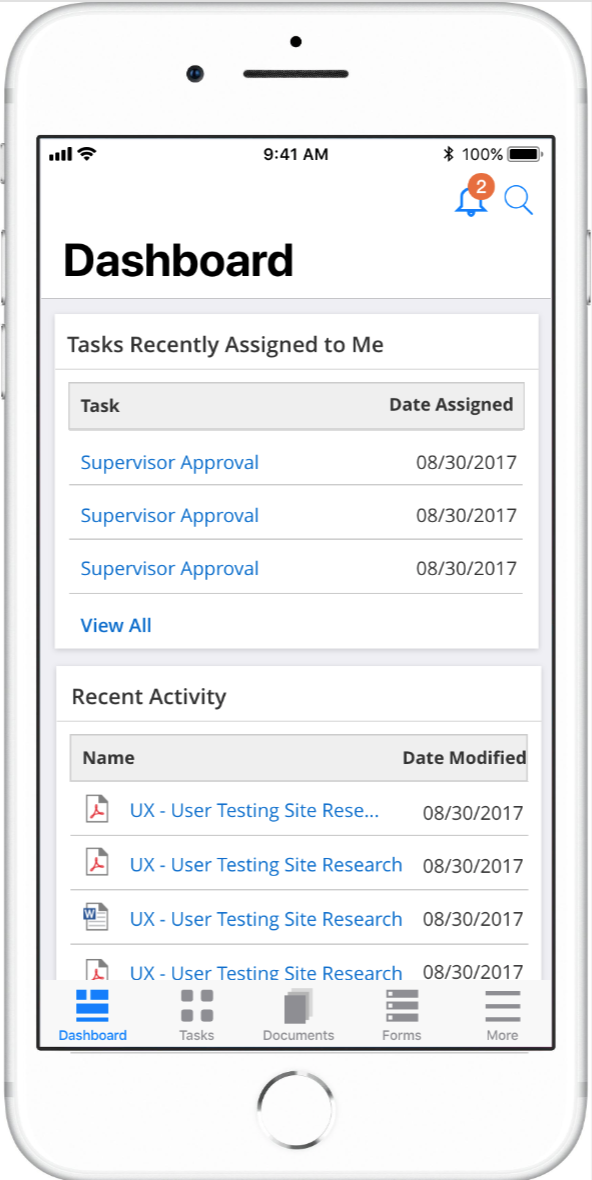 9:41 AM 100%
2
Dashboard
Tasks Recently Assigned to Me
Task Date Assigned
Supervisor Approval 08/30/2017
Supervisor Approval 08/30/2017
Supervisor Approval 08/30/2017
View All
Recent Activity
Name Date Modified
UX - User Testing Site Rese... 08/30/2017
UX - User Testing Site Research 08/30/2017
W UX - User Testing Site Research 08/30/2017
UX - User Testing Site Research 08/30/2017
Dashboard Tasks Documents Forms More